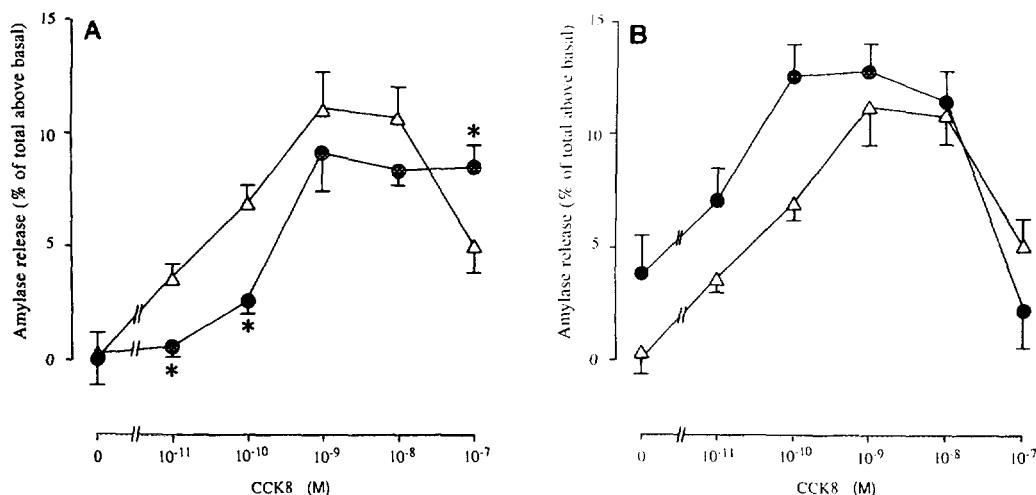 A
Amylase release (% of total above basal)
15
10
5
0
*
*
*
0 10⁻¹¹ 10⁻¹⁰ 10⁻⁹ 10⁻⁸ 10⁻⁷
CCK8 (M)
B
Amylase release (% of total above basal)
15
10
5
0
0 10⁻¹¹ 10⁻¹⁰ 10⁻⁹ 10⁻⁸ 10⁻⁷
CCK8 (M)